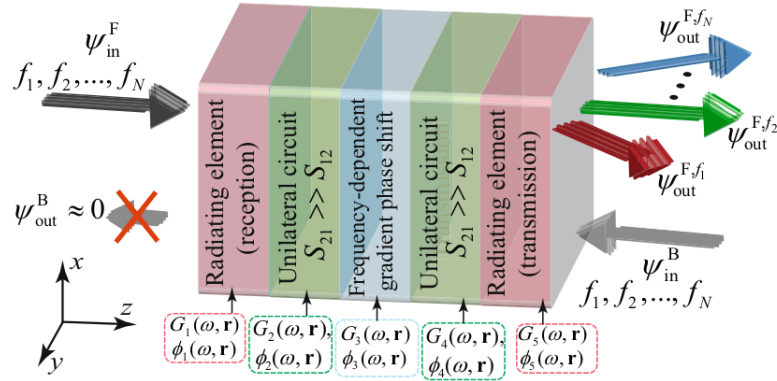 ψ_in^F
f_1, f_2, ..., f_N
ψ_out^B ≈ 0
x
z
y
Radiating element
(reception)
Unilateral circuit
S_21 >> S_12
Frequency-dependent
gradient phase shift
Unilateral circuit
S_21 >> S_12
Radiating element
(transmission)
ψ_out^{F,f_N}
ψ_out^{F,f_2}
ψ_out^{F,f_1}
ψ_in^B
f_1, f_2, ..., f_N
G_1(ω, r)
ϕ_1(ω, r)
G_2(ω, r),
ϕ_2(ω, r)
G_3(ω, r)
ϕ_3(ω, r)
G_4(ω, r),
ϕ_4(ω, r)
G_5(ω, r)
ϕ_5(ω, r)